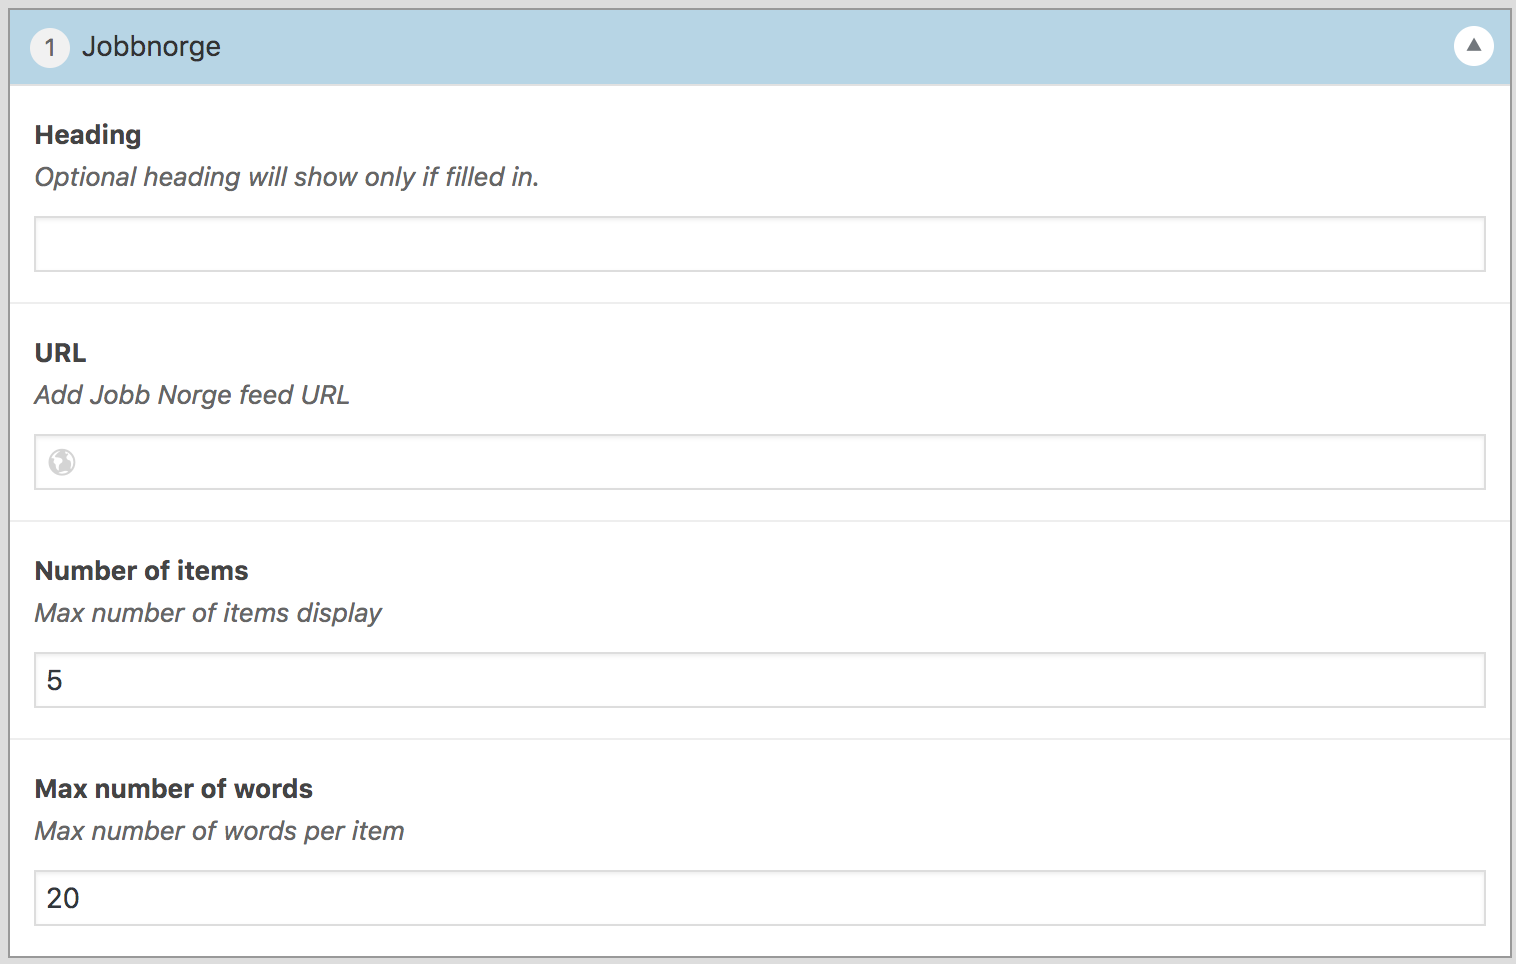 1 Jobbnorge
Heading
Optional heading will show only if filled in.
URL
Add Jobb Norge feed URL
Number of items
Max number of items display
5
Max number of words
Max number of words per item
20